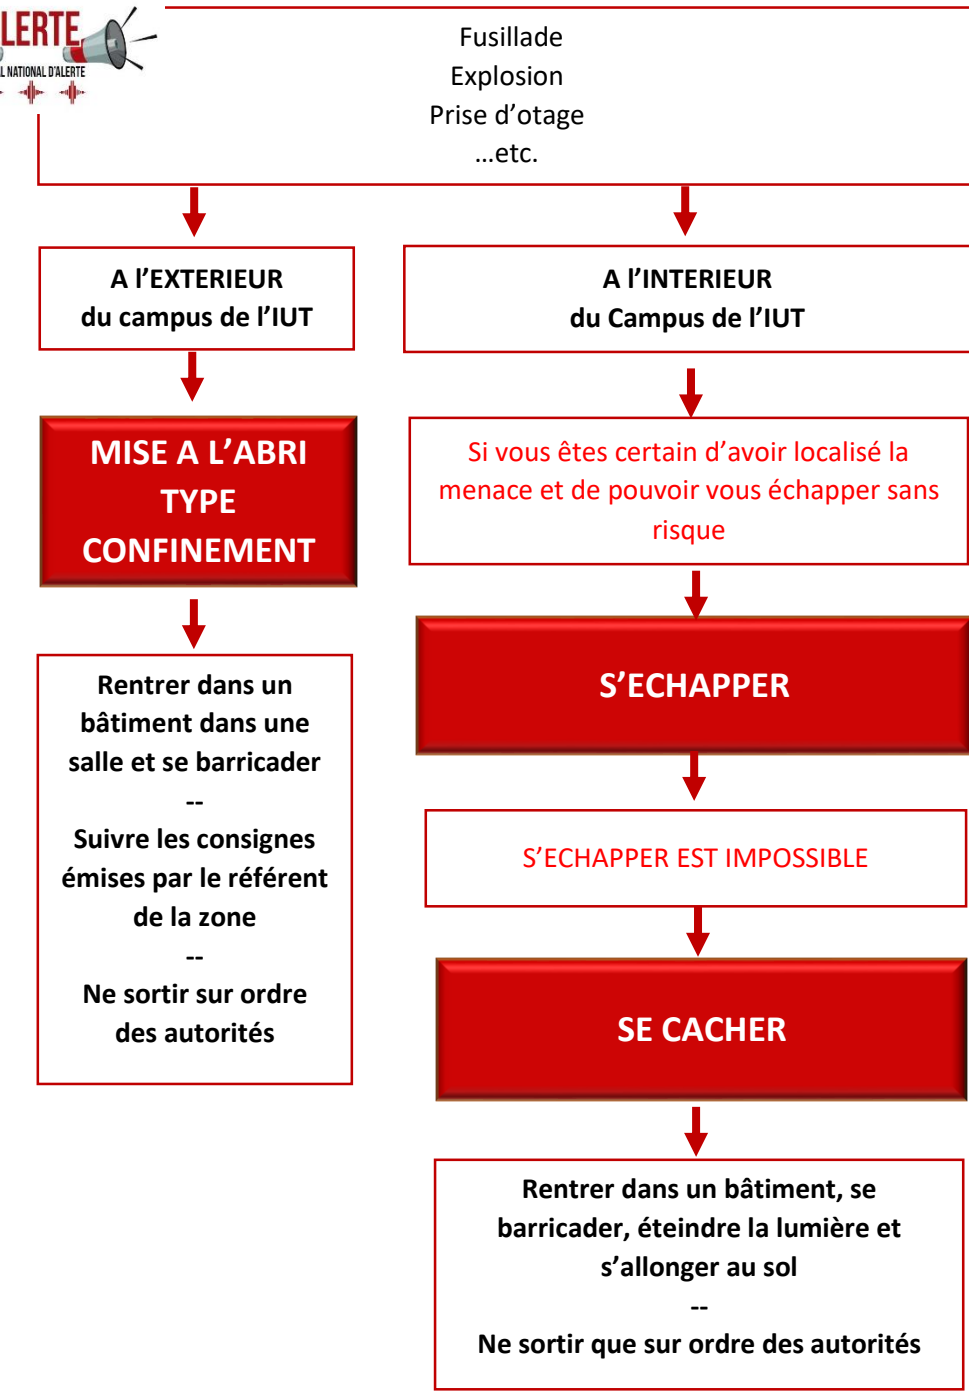 LERTE
L NATIONAL D'ALERTE
Fusillade
Explosion
Prise d’otage
...etc.
A l’EXTERIEUR
du campus de l’IUT
A l’INTERIEUR
du Campus de l’IUT
MISE A L’ABRI
TYPE
CONFINEMENT
Si vous êtes certain d’avoir localisé la
menace et de pouvoir vous échapper sans
risque
Rentrer dans un
bâtiment dans une
salle et se barricader
--
Suivre les consignes
émises par le référent
de la zone
--
Ne sortir sur ordre
des autorités
S’ECHAPPER
S’ECHAPPER EST IMPOSSIBLE
SE CACHER
Rentrer dans un bâtiment, se
barricader, éteindre la lumière et
s’allonger au sol
--
Ne sortir que sur ordre des autorités